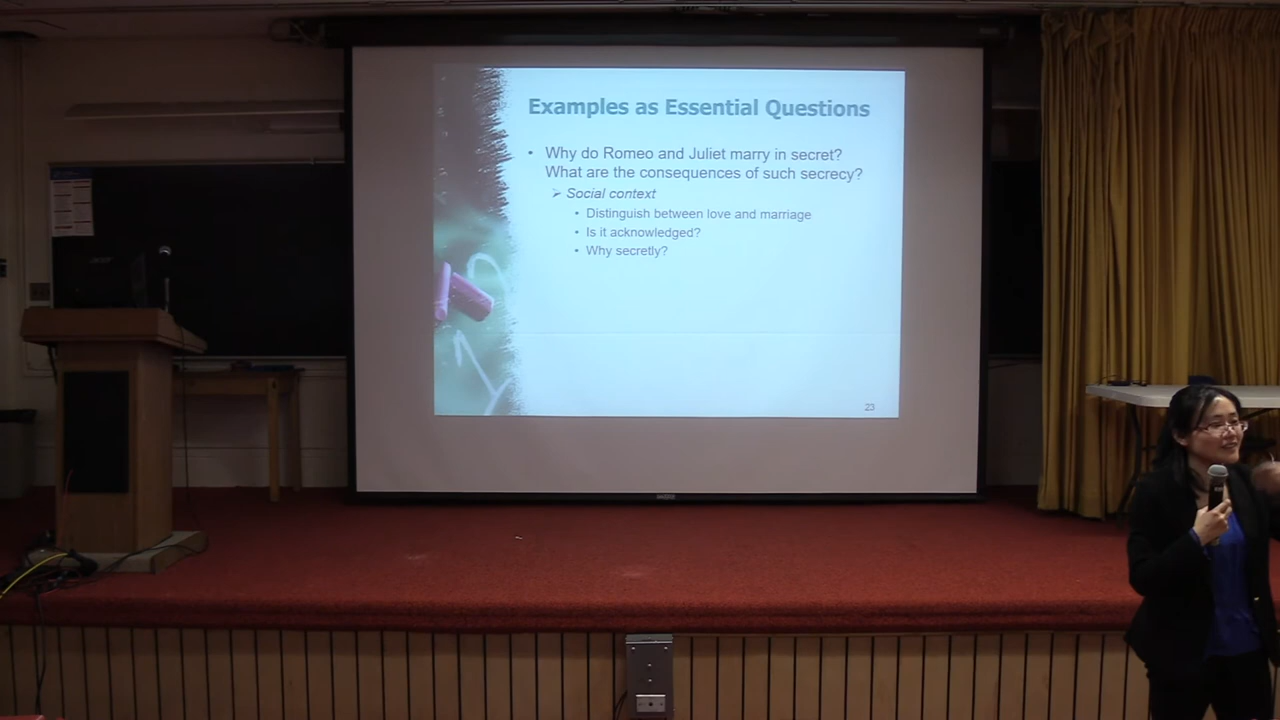 Examples as Essential Questions
• Why do Romeo and Juliet marry in secret?
What are the consequences of such secrecy?
➢ Social context
• Distinguish between love and marriage
• Is it acknowledged?
• Why secretly?
23